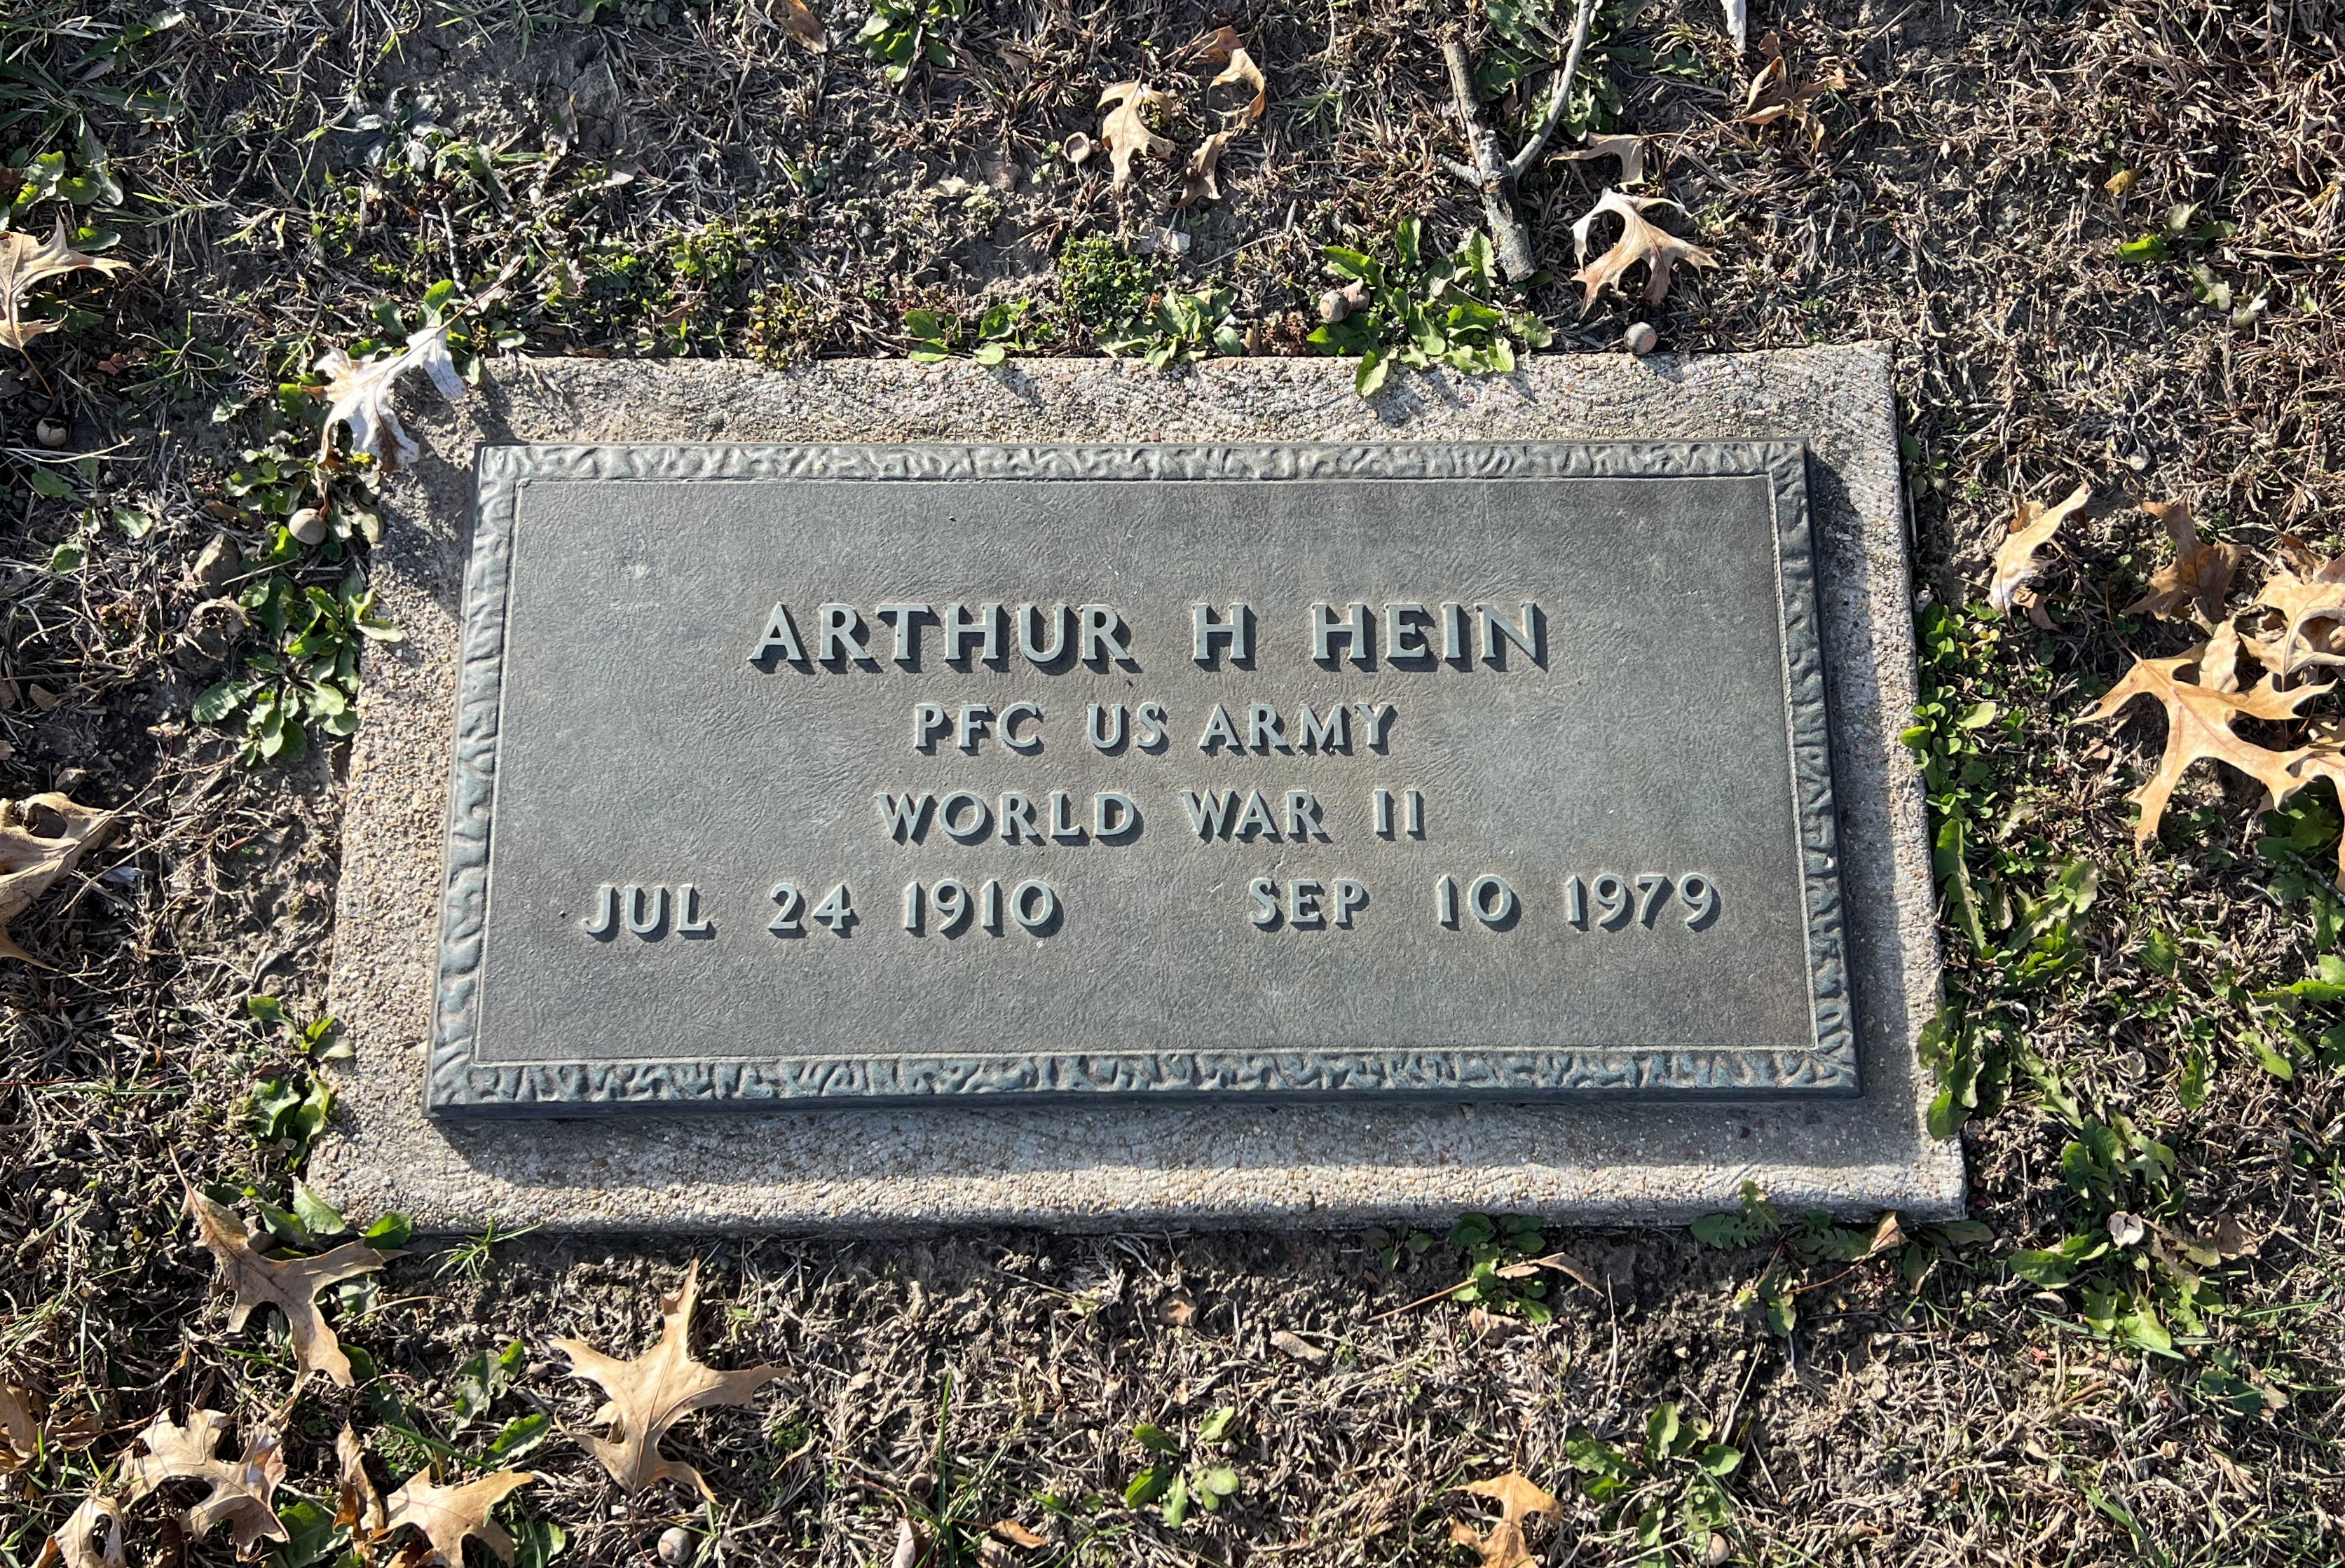 ARTHUR H HEIN
PFC US ARMY
WORLD WAR II
JUL 24 1910 SEP 10 1979